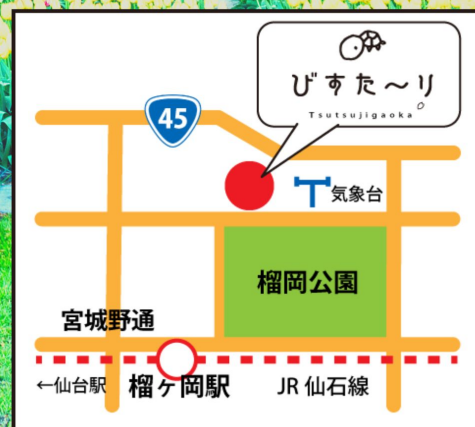 びすた～り
Tsutsujigaoka
45
気象台
榴岡公園
宮城野通
←仙台駅
榴ヶ岡駅
JR 仙石線